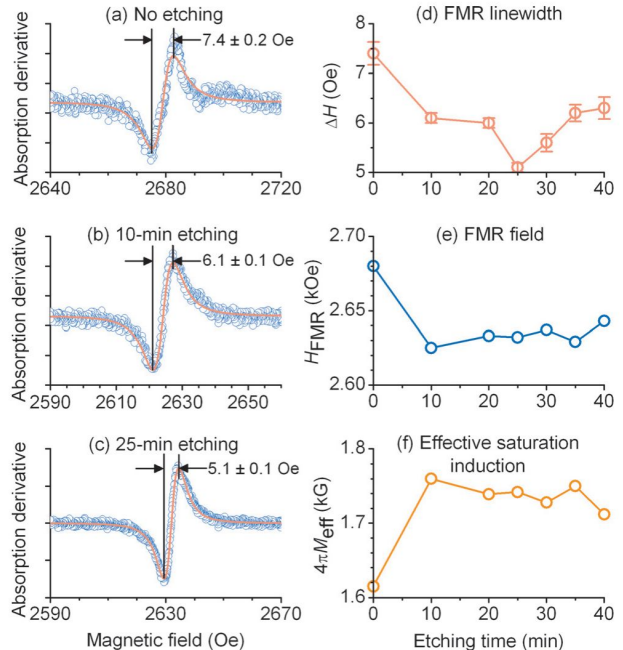 (a) No etching
7.4 ± 0.2 Oe
Absorption derivative
2640 2680 2720
(b) 10-min etching
6.1 ± 0.1 Oe
Absorption derivative
2590 2610 2630 2650
(c) 25-min etching
5.1 ± 0.1 Oe
Absorption derivative
2590 2630 2670
Magnetic field (Oe)
(d) FMR linewidth
ΔH (Oe)
8
7
6
5
0 10 20 30 40
(e) FMR field
HFMR (kOe)
2.70
2.65
2.60
0 10 20 30 40
(f) Effective saturation
induction
4πMeff (kG)
1.8
1.7
1.6
0 10 20 30 40
Etching time (min)